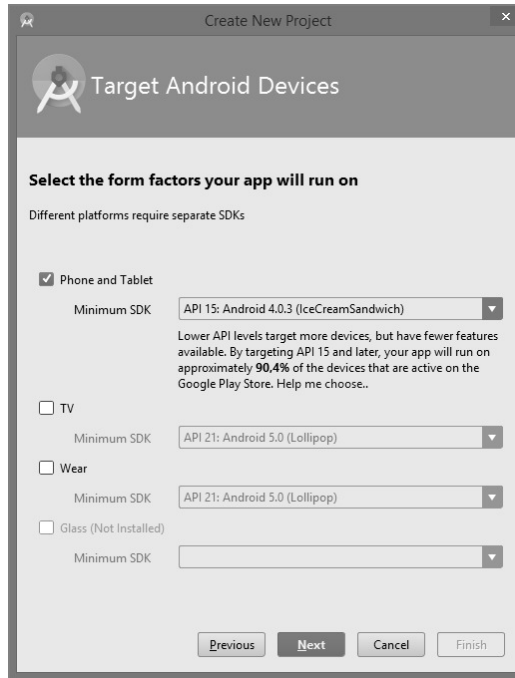 Create New Project
Target Android Devices
Select the form factors your app will run on
Different platforms require separate SDKs
Phone and Tablet
Minimum SDK API 15: Android 4.0.3 (IceCreamSandwich)
Lower API levels target more devices, but have fewer features
available. By targeting API 15 and later, your app will run on
approximately 90,4% of the devices that are active on the
Google Play Store. Help me choose..
TV
Minimum SDK API 21: Android 5.0 (Lollipop)
Wear
Minimum SDK API 21: Android 5.0 (Lollipop)
Glass (Not Installed)
Minimum SDK
Previous Next Cancel Finish